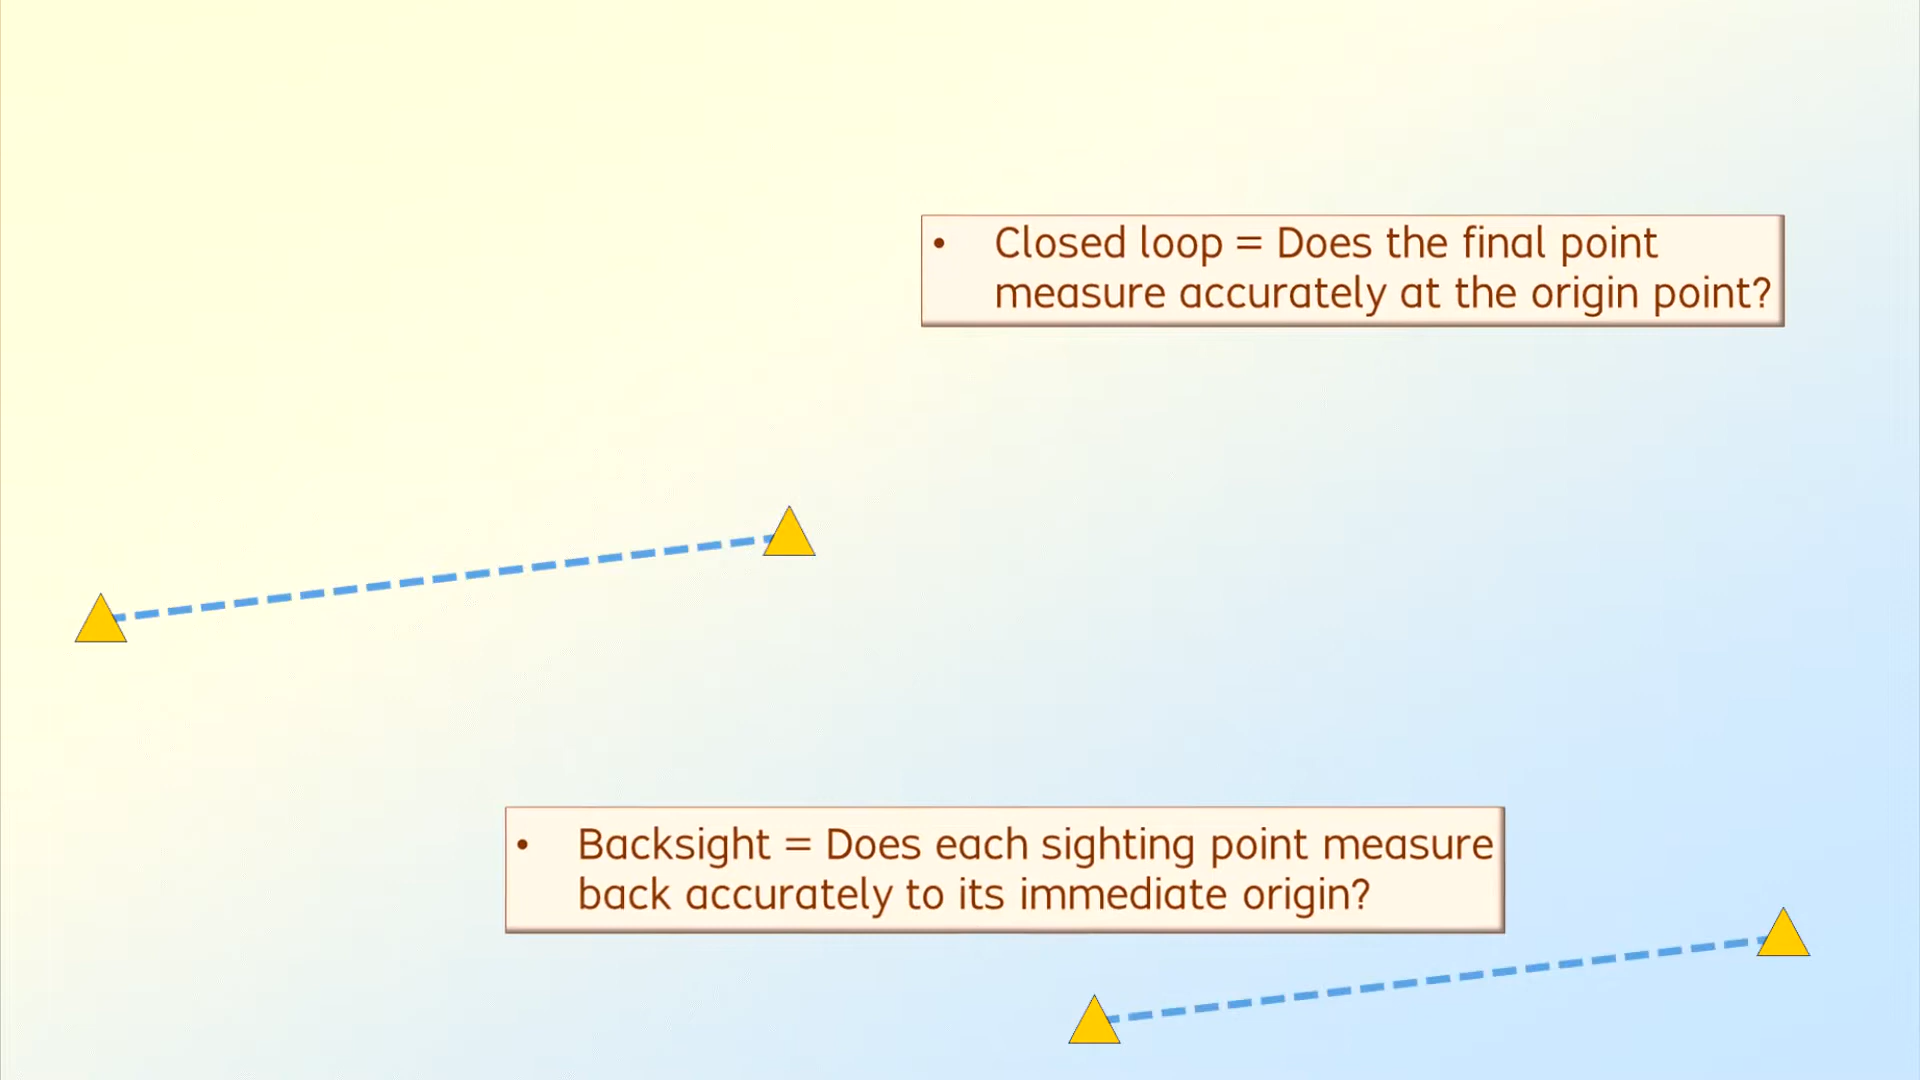 • Closed loop = Does the final point
measure accurately at the origin point?
• Backsight = Does each sighting point measure
back accurately to its immediate origin?